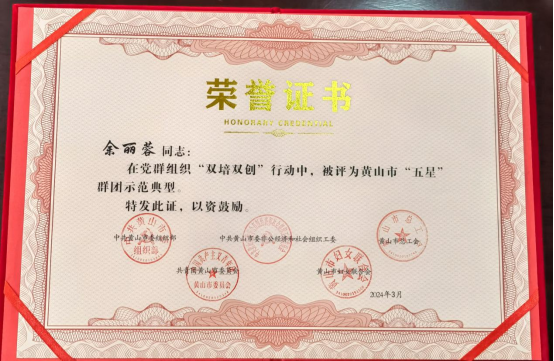 荣誉证书
HONORARY CREDENTIAL
余丽蓉 同志：
在党群组织“双培双创”行动中，被评为黄山市“五星”
群团示范典型。
特发此证，以资鼓励。
中共黄山市委组织部 中共黄山市委非公经济和社会组织工委 黄山市总工会
共青团黄山市委员会 黄山市妇女联合会
2024年3月